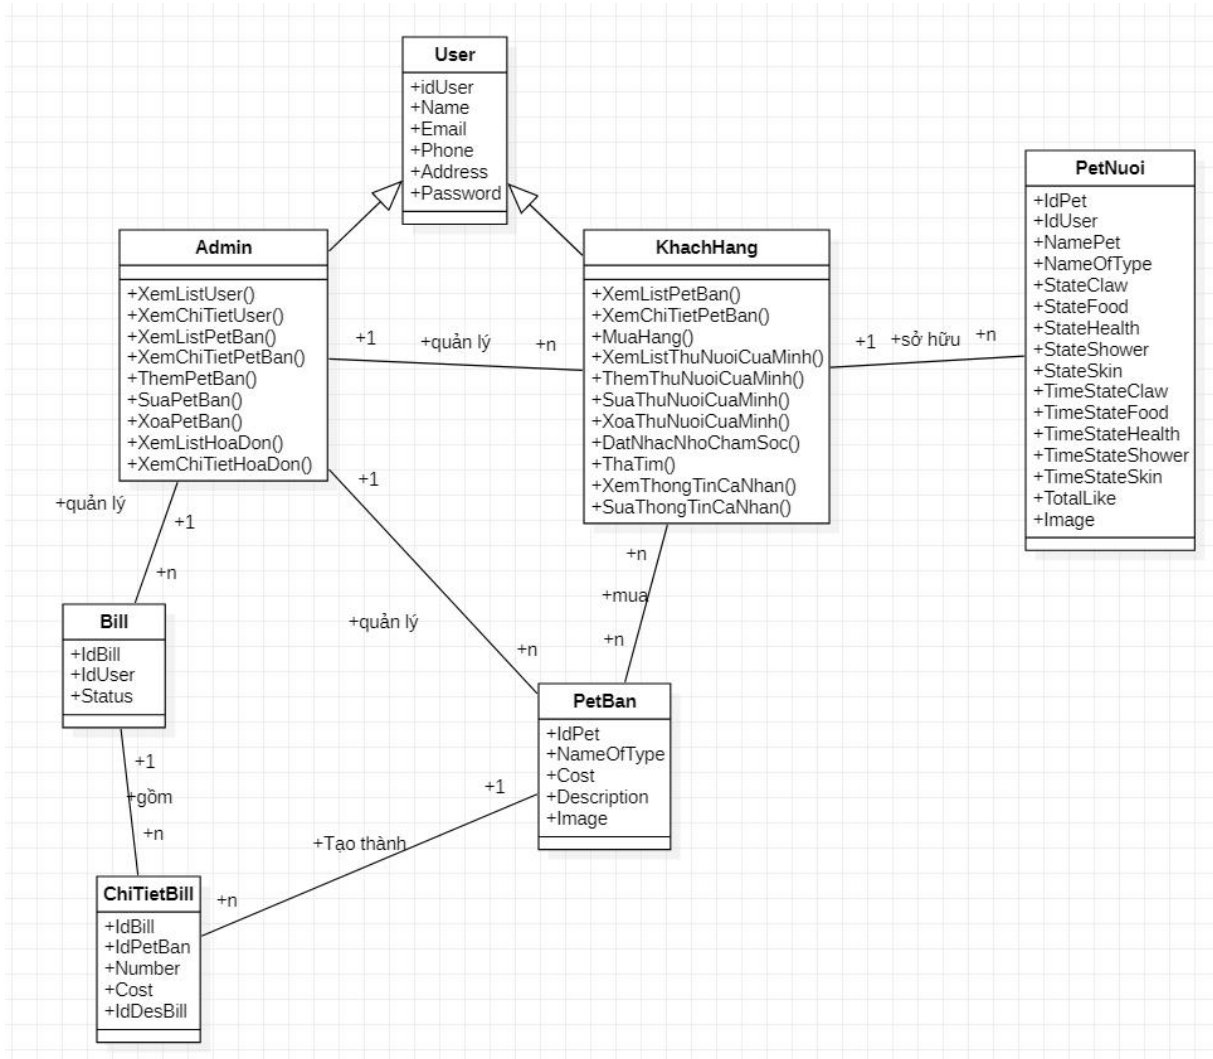 User
+idUser
+Name
+Email
+Phone
+Address
+Password
PetNuoi
+IdPet
+IdUser
+NamePet
+NameOfType
+StateClaw
+StateFood
+StateHealth
+StateShower
+StateSkin
+TimeStateClaw
+TimeStateFood
+TimeStateHealth
+TimeStateShower
+TimeStateSkin
+TotalLike
+Image
Admin
+XemListUser()
+XemChiTietUser()
+XemListPetBan()
+XemChiTietPetBan()
+ThemPetBan()
+SuaPetBan()
+XoaPetBan()
+XemListHoaDon()
+XemChiTietHoaDon()
+1
+quản lý
+n
KhachHang
+XemListPetBan()
+XemChiTietPetBan()
+MuaHang()
+XemListThuNuoiCuaMinh()
+ThemThuNuoiCuaMinh()
+SuaThuNuoiCuaMinh()
+XoaThuNuoiCuaMinh()
+DatNhacNhoChamSoc()
+ThaTim()
+XemThongTinCaNhan()
+SuaThongTinCaNhan()
+1
+sở hữu
+n
+quản lý
+1
+n
+1
+quản lý
+n
+n
+mua
+n
Bill
+IdBill
+IdUser
+Status
PetBan
+IdPet
+NameOfType
+Cost
+Description
+Image
+1
+gồm
+n
+1
+Tạo thành
+n
ChiTietBill
+IdBill
+IdPetBan
+Number
+Cost
+IdDesBill